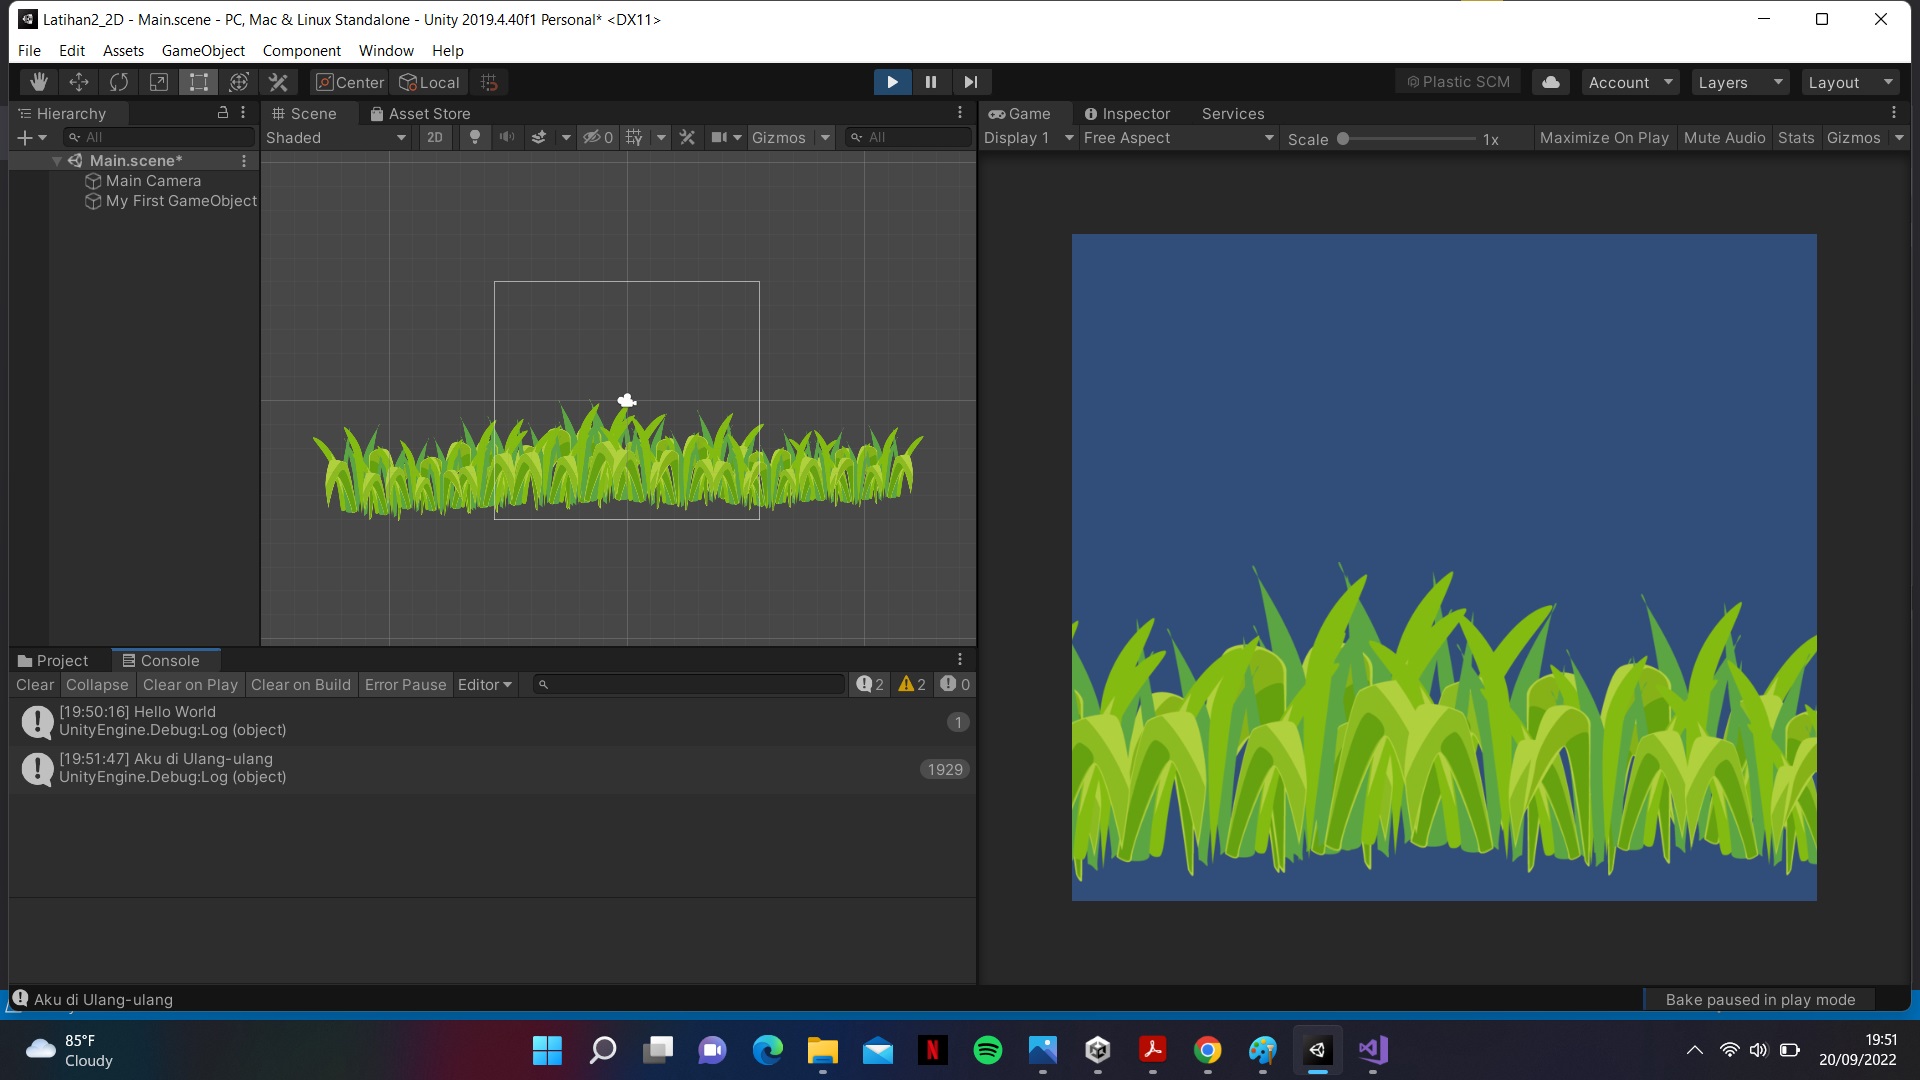 Latihan2_2D - Main.scene - PC, Mac & Linux Standalone - Unity 2019.4.40f1 Personal* <DX11>
File Edit Assets GameObject Component Window Help
Center Local Plastic SCM Account Layers Layout
Hierarchy Scene Asset Store Game Inspector Services
All Shaded 2D 0 Gizmos All Display 1 Free Aspect Scale 1x Maximize On Play Mute Audio Stats Gizmos
Main.scene*
Main Camera
My First GameObject
Project Console
Clear Collapse Clear on Play Clear on Build Error Pause Editor 2 2 0
[19:50:16] Hello World
UnityEngine.Debug:Log (object)
1
[19:51:47] Aku di Ulang-ulang
UnityEngine.Debug:Log (object)
1929
Aku di Ulang-ulang
Bake paused in play mode
85°F
Cloudy
N
19:51
20/09/2022